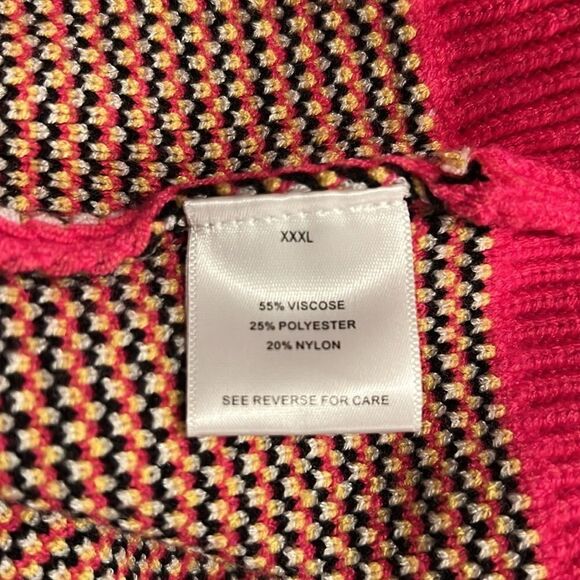 XXXL
55% VISCOSE
25% POLYESTER
20% NYLON
SEE REVERSE FOR CARE